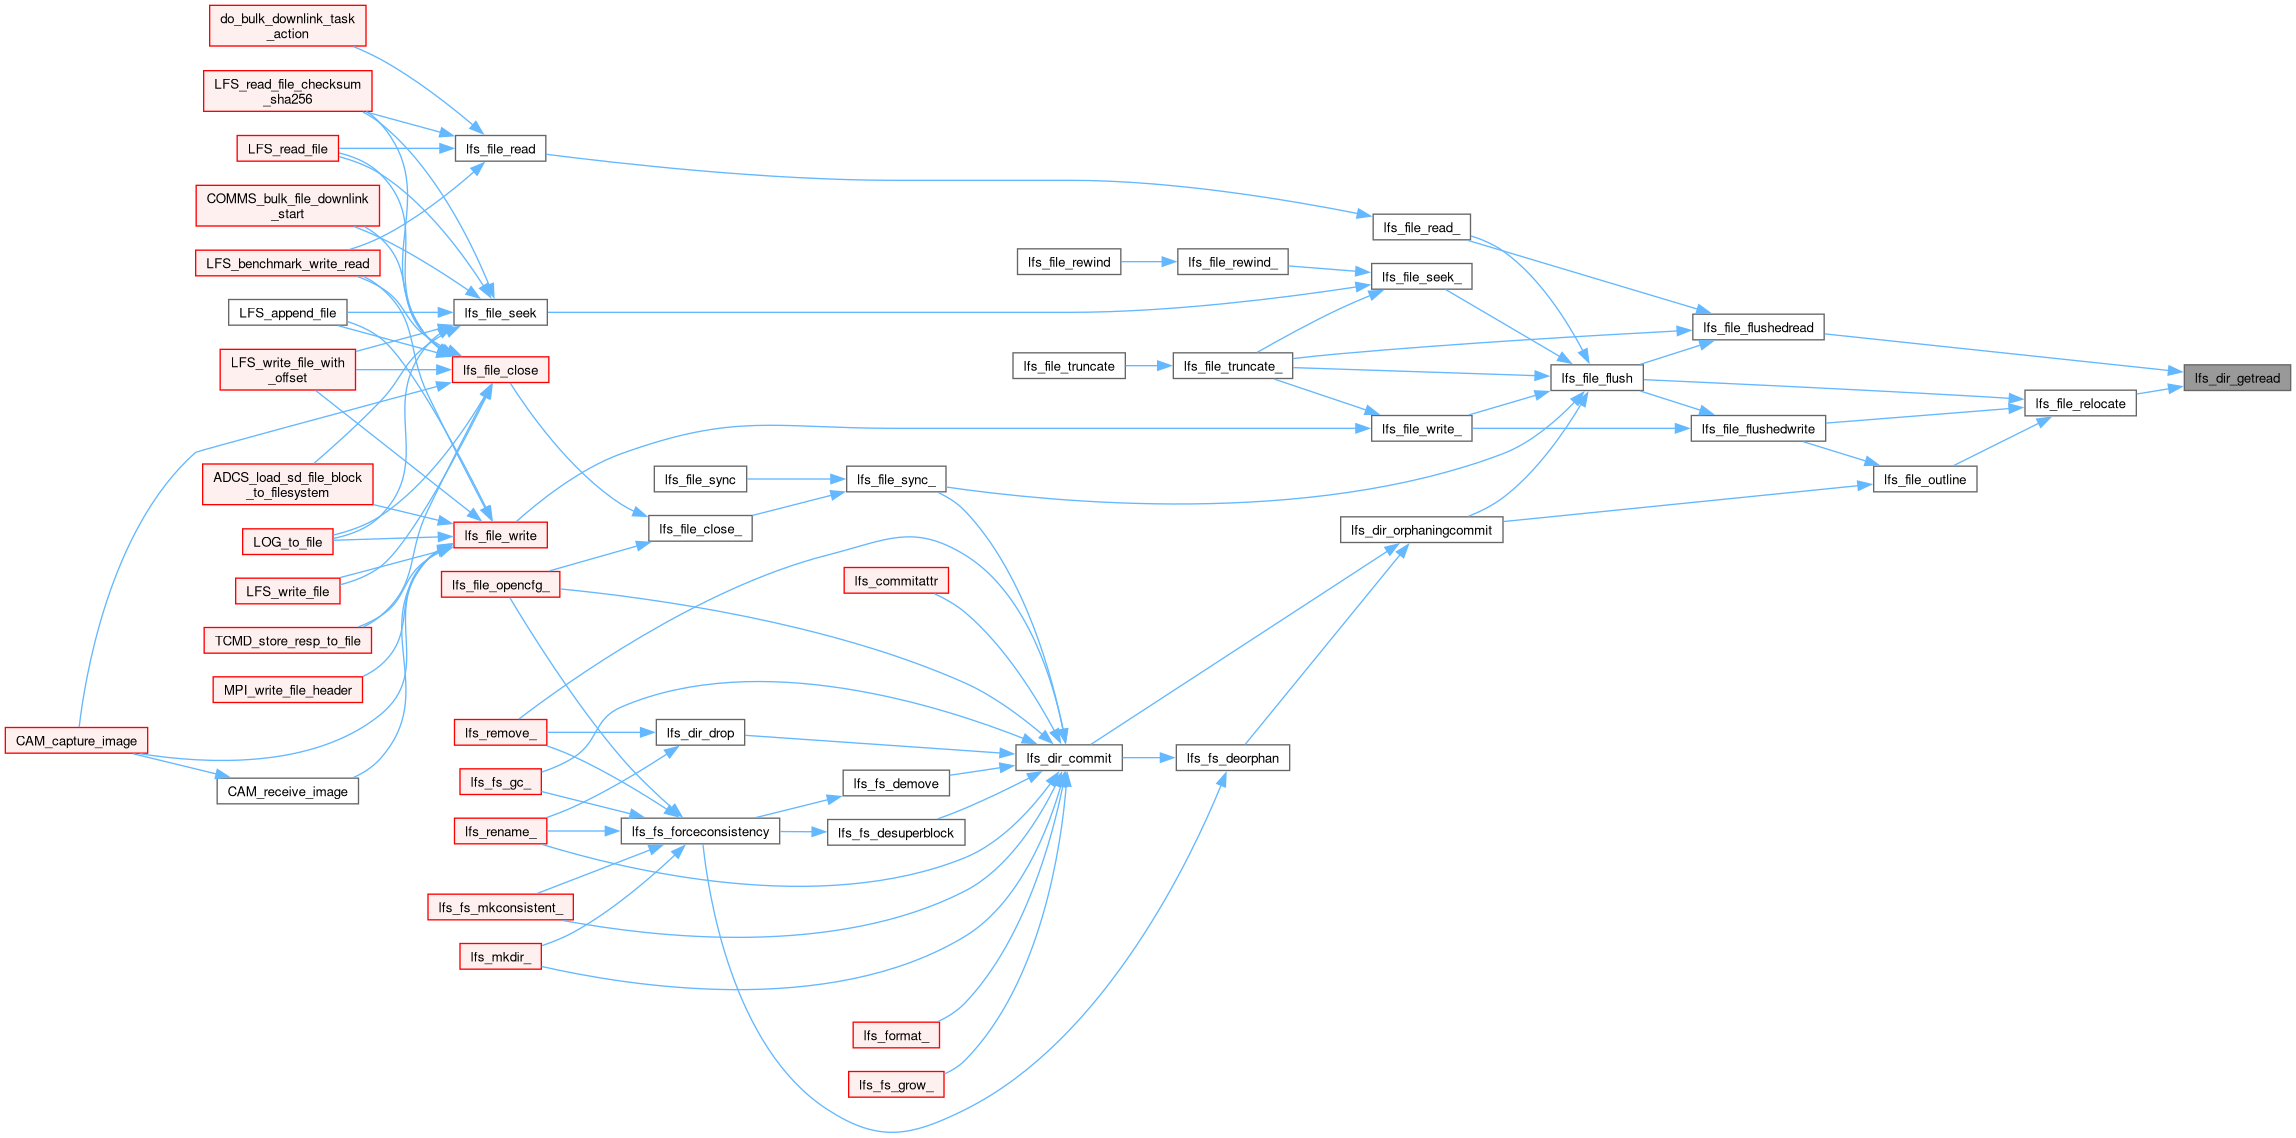 do_bulk_downlink_task
_action
LFS_read_file_checksum
_sha256
LFS_read_file
COMMS_bulk_file_downlink
_start
LFS_benchmark_write_read
LFS_append_file
LFS_write_file_with
_offset
ADCS_load_sd_file_block
_to_filesystem
LOG_to_file
LFS_write_file
TCMD_store_resp_to_file
MPI_write_file_header
CAM_capture_image
CAM_receive_image
lfs_file_read
lfs_file_seek
lfs_file_close
lfs_file_write
lfs_file_opencfg_
lfs_remove_
lfs_fs_gc_
lfs_rename_
lfs_fs_mkconsistent_
lfs_mkdir_
lfs_file_sync
lfs_file_close_
lfs_dir_drop
lfs_fs_forceconsistency
lfs_file_sync_
lfs_commitattr
lfs_fs_demove
lfs_fs_desuperblock
lfs_format_
lfs_fs_grow_
lfs_file_rewind
lfs_file_truncate
lfs_dir_commit
lfs_file_rewind_
lfs_file_truncate_
lfs_fs_deorphan
lfs_file_read_
lfs_file_seek_
lfs_file_write_
lfs_dir_orphaningcommit
lfs_file_flush
lfs_file_flushedread
lfs_file_flushedwrite
lfs_file_outline
lfs_file_relocate
lfs_dir_getread